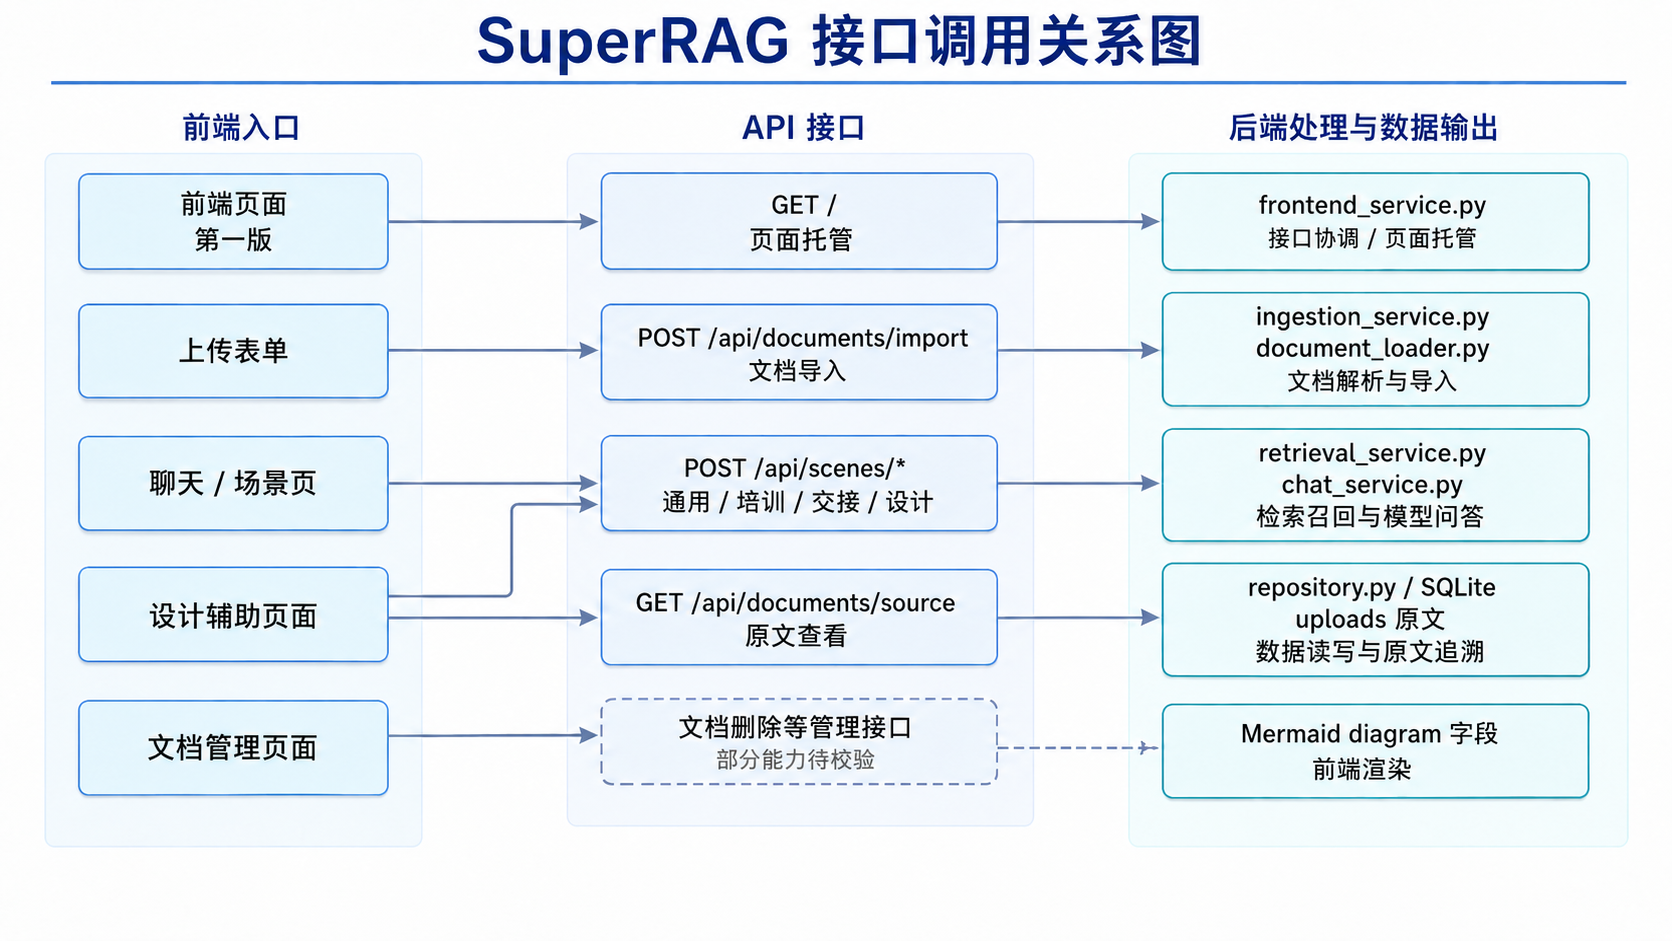 SuperRAG 接口调用关系图
前端入口
API 接口
后端处理与数据输出
前端页面
第一版
GET /
页面托管
frontend_service.py
接口协调 / 页面托管
上传表单
POST /api/documents/import
文档导入
ingestion_service.py
document_loader.py
文档解析与导入
聊天 / 场景页
POST /api/scenes/*
通用 / 培训 / 交接 / 设计
retrieval_service.py
chat_service.py
检索召回与模型问答
设计辅助页面
GET /api/documents/source
原文查看
repository.py / SQLite
uploads 原文
数据读写与原文追溯
文档管理页面
文档删除等管理接口
部分能力待校验
Mermaid diagram 字段
前端渲染